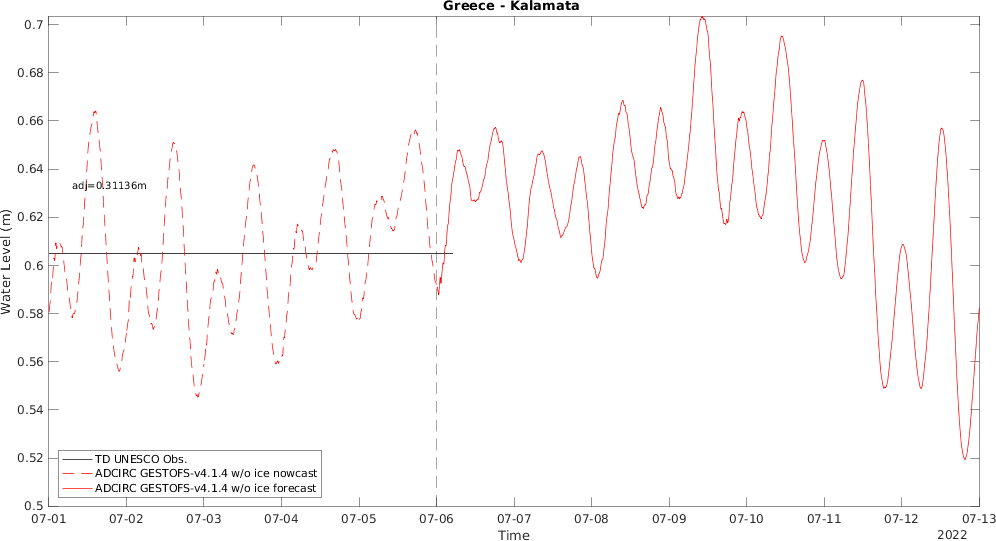 Greece - Kalamata
0.7
0.68
0.66
0.64
0.62
0.6
0.58
0.56
0.54
0.52
0.5
Water Level (m)
adj=0.31136m
TD UNESCO Obs.
ADCIRC GESTOFS-v4.1.4 w/o ice nowcast
ADCIRC GESTOFS-v4.1.4 w/o ice forecast
07-01 07-02 07-03 07-04 07-05 07-06 07-07 07-08 07-09 07-10 07-11 07-12 07-13
Time
2022